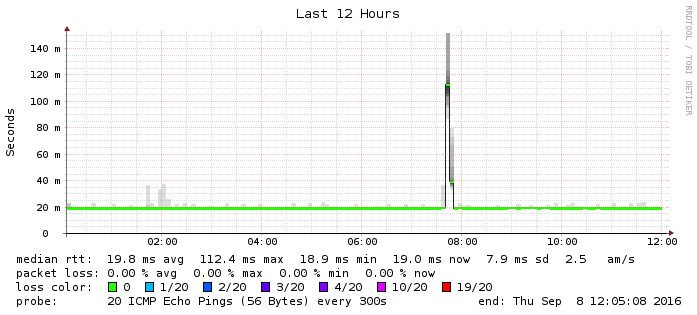 Last 12 Hours
RRDTOOL / TOBI OETIKER
Seconds
140 m
120 m
100 m
80 m
60 m
40 m
20 m
0
02:00 04:00 06:00 08:00 10:00 12:00
median rtt: 19.8 ms avg 112.4 ms max 18.9 ms min 19.0 ms now 7.9 ms sd 2.5 am/s
packet loss: 0.00 % avg 0.00 % max 0.00 % min 0.00 % now
loss color: 0 1/20 2/20 3/20 4/20 10/20 19/20
probe: 20 ICMP Echo Pings (56 Bytes) every 300s end: Thu Sep 8 12:05:08 2016